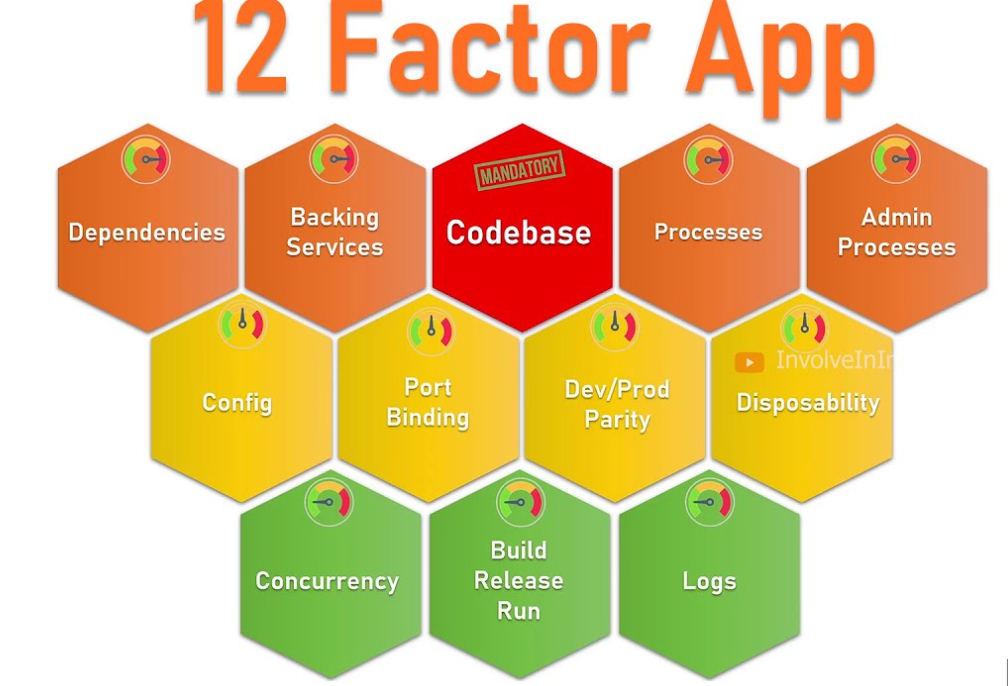 12 Factor App
MANDATORY
Dependencies
Backing
Services
Codebase
Processes
Admin
Processes
Config
Port
Binding
Dev/Prod
Parity
InvolveInIn
Disposability
Concurrency
Build
Release
Run
Logs